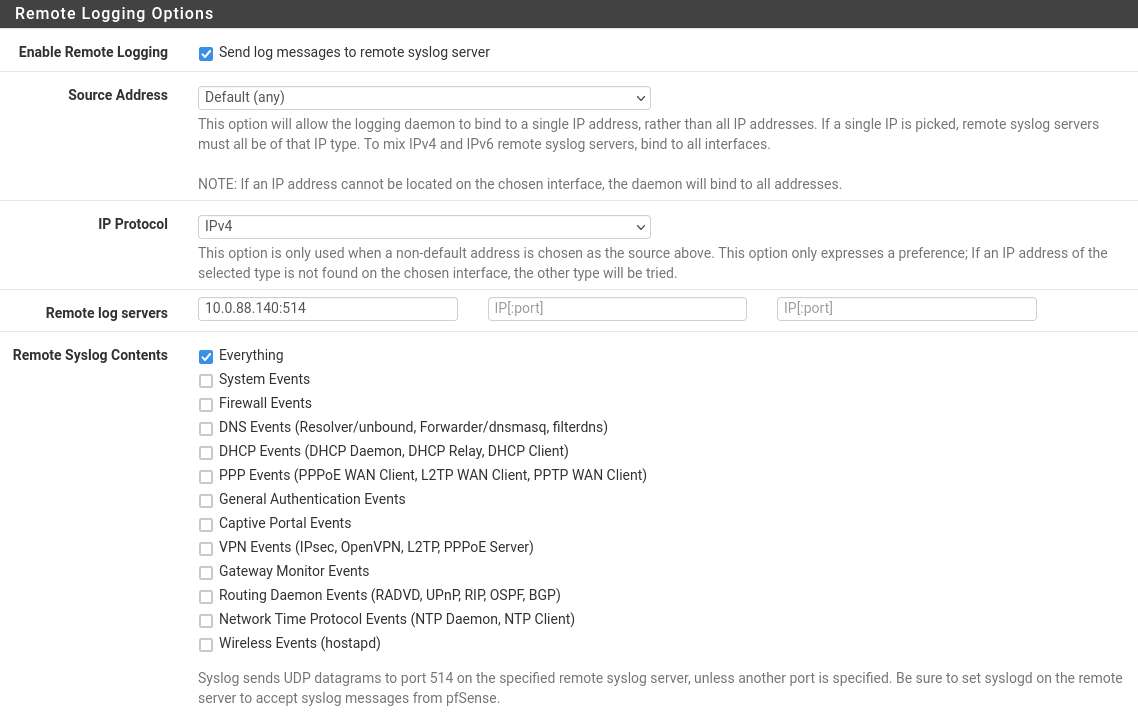 Remote Logging Options
Enable Remote Logging
Send log messages to remote syslog server
Source Address
Default (any)
This option will allow the logging daemon to bind to a single IP address, rather than all IP addresses. If a single IP is picked, remote syslog servers
must all be of that IP type. To mix IPv4 and IPv6 remote syslog servers, bind to all interfaces.
NOTE: If an IP address cannot be located on the chosen interface, the daemon will bind to all addresses.
IP Protocol
IPv4
This option is only used when a non-default address is chosen as the source above. This option only expresses a preference; If an IP address of the
selected type is not found on the chosen interface, the other type will be tried.
Remote log servers
10.0.88.140:514
IP[:port]
IP[:port]
Remote Syslog Contents
Everything
System Events
Firewall Events
DNS Events (Resolver/unbound, Forwarder/dnsmasq, filterdns)
DHCP Events (DHCP Daemon, DHCP Relay, DHCP Client)
PPP Events (PPPoE WAN Client, L2TP WAN Client, PPTP WAN Client)
General Authentication Events
Captive Portal Events
VPN Events (IPsec, OpenVPN, L2TP, PPPoE Server)
Gateway Monitor Events
Routing Daemon Events (RADVD, UPnP, RIP, OSPF, BGP)
Network Time Protocol Events (NTP Daemon, NTP Client)
Wireless Events (hostapd)
Syslog sends UDP datagrams to port 514 on the specified remote syslog server, unless another port is specified. Be sure to set syslogd on the remote
server to accept syslog messages from pfSense.